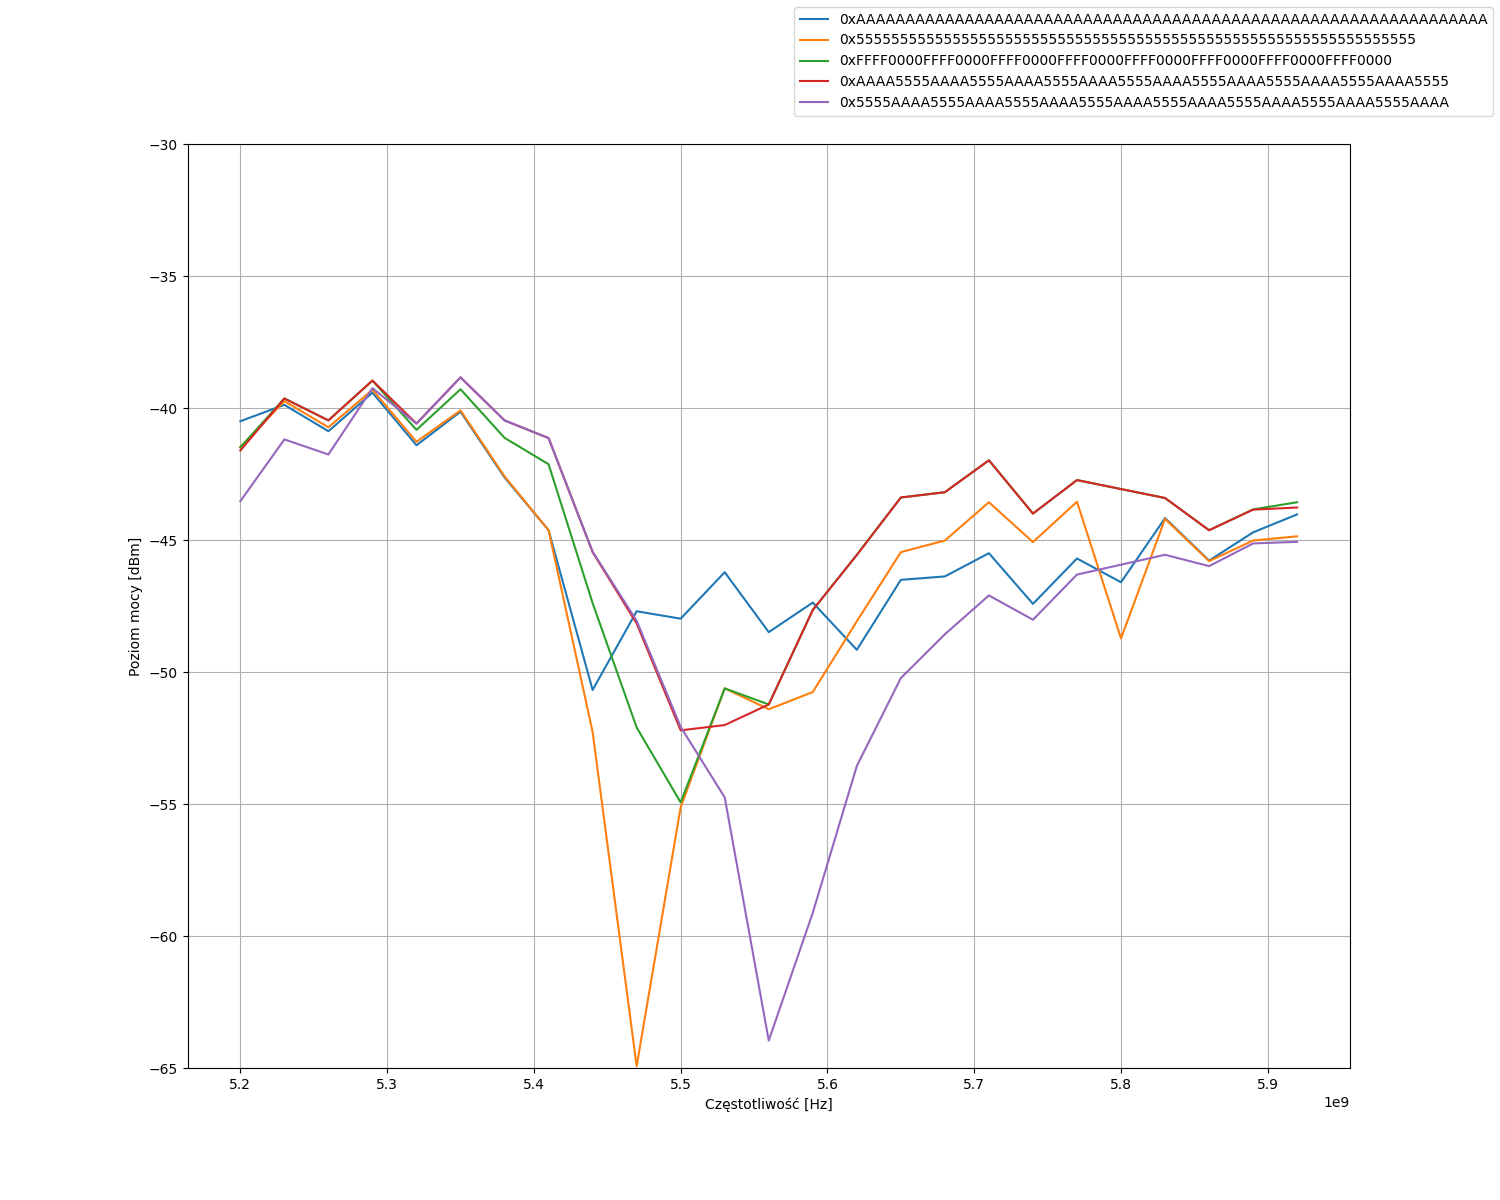 0xAAAAAAAAAAAAAAAAAAAAAAAAAAAAAAAAAAAAAAAAAAAAAAAAAAAAAAAAAAAAAAAA
0x5555555555555555555555555555555555555555555555555555555555555555
0xFFFF0000FFFF0000FFFF0000FFFF0000FFFF0000FFFF0000FFFF0000FFFF0000
0xAAAA5555AAAA5555AAAA5555AAAA5555AAAA5555AAAA5555AAAA5555AAAA5555
0x5555AAAA5555AAAA5555AAAA5555AAAA5555AAAA5555AAAA5555AAAA5555AAAA
−30
−35
−40
−45
−50
−55
−60
−65
Poziom mocy [dBm]
5.2 5.3 5.4 5.5 5.6 5.7 5.8 5.9
1e9
Częstotliwość [Hz]